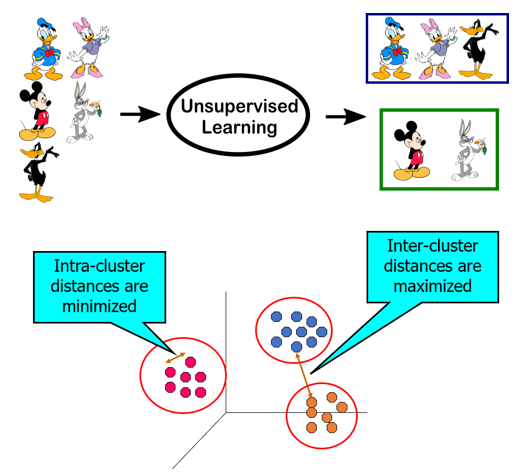 Unsupervised
Learning
Intra-cluster
distances are
minimized
Inter-cluster
distances are
maximized